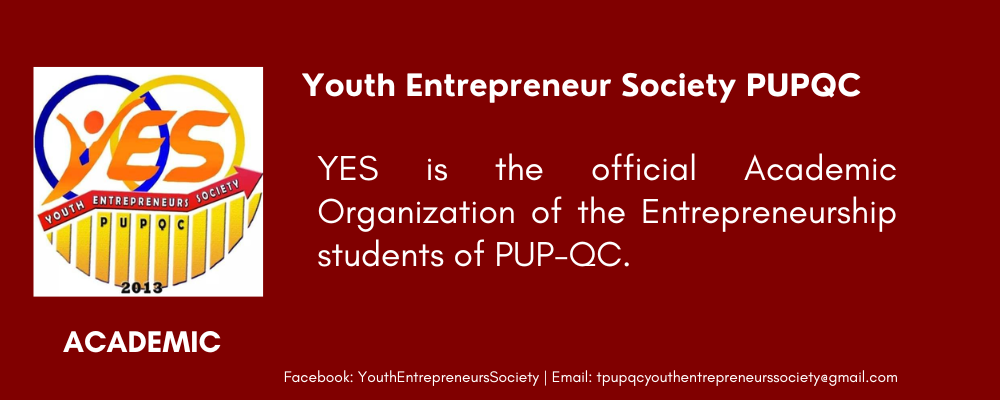 Youth Entrepreneur Society PUPQC
YES
YOUTH ENTREPRENEURS SOCIETY
PUPQC
2013
YES is the official Academic
Organization of the Entrepreneurship
students of PUP-QC.
ACADEMIC
Facebook: YouthEntrepreneursSociety | Email: tpupqcyouthentrepreneurssociety@gmail.com